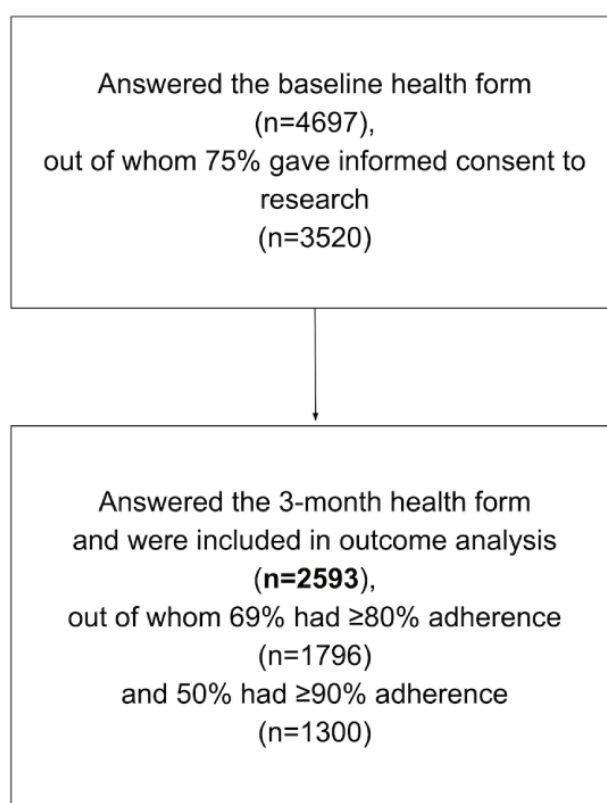 Answered the baseline health form
(n=4697),
out of whom 75% gave informed consent to
research
(n=3520)
Answered the 3-month health form
and were included in outcome analysis
(n=2593),
out of whom 69% had ≥80% adherence
(n=1796)
and 50% had ≥90% adherence
(n=1300)